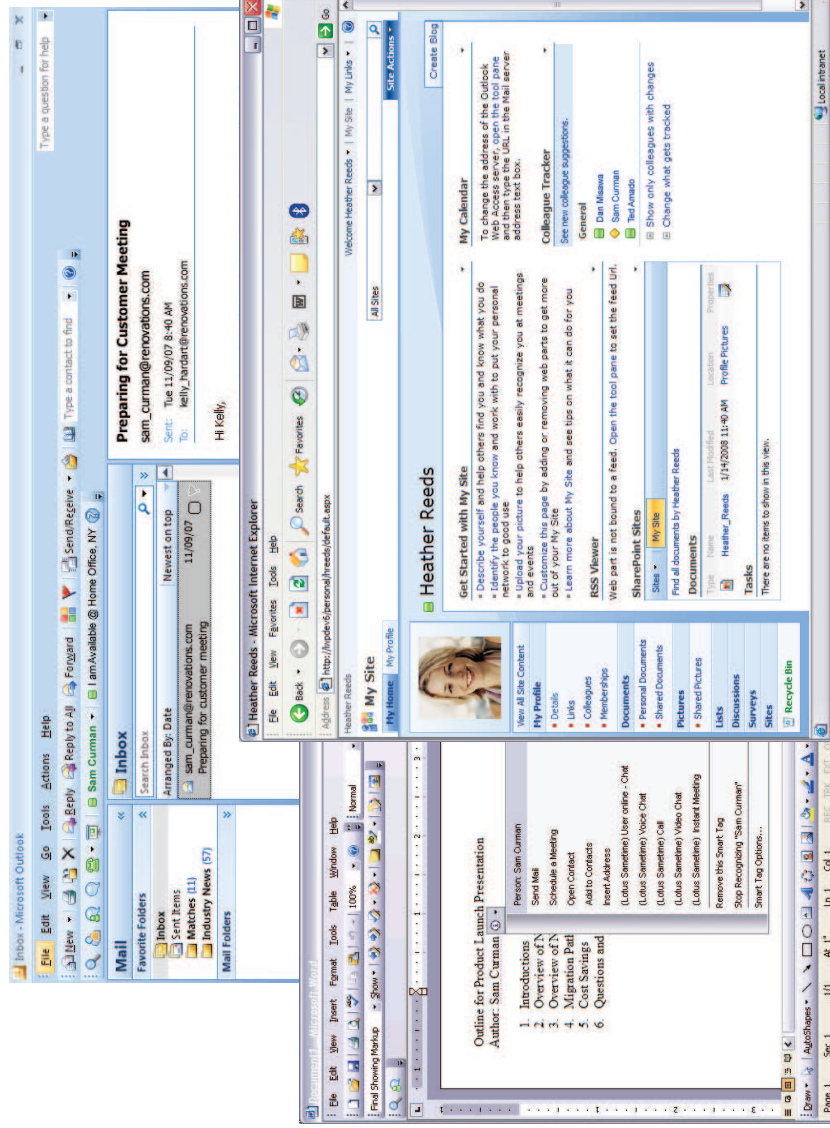 Inbox - Microsoft Outlook
File Edit View Go Tools Actions Help
Type a question for help
New Reply Reply to All Forward Send/Receive Type a contact to find
Sam Curman I am Available @ Home Office, NY
Mail
Favorite Folders
Inbox
Sent Items
Matches (11)
Industry News (57)
Mail Folders
Inbox
Search Inbox
Arranged By: Date Newest on top
sam_curman@renovations.com 11/09/07
Preparing for customer meeting
Preparing for Customer Meeting
sam_curman@renovations.com
Sent: Tue 11/09/07 8:40 AM
To: kelly_hardart@renovations.com
Hi Kelly,
Document1 - Microsoft Word
File Edit View Insert Format Tools Table Window Help
100% Normal
Final Showing Markup Show
Outline for Product Launch Presentation
Author: Sam Curman
1. Introductions
2. Overview of N
3. Overview of N
4. Migration Path
5. Cost Savings
6. Questions and
Person: Sam Curman
Send Mail
Schedule a Meeting
Open Contact
Add to Contacts
Insert Address
(Lotus Sametime) User online - Chat
(Lotus Sametime) Voice Chat
(Lotus Sametime) Call
(Lotus Sametime) Video Chat
(Lotus Sametime) Instant Meeting
Remove this Smart Tag
Stop Recognizing "Sam Curman"
Smart Tag Options...
Draw AutoShapes
Page 1 Sec 1 1/1 At 1" Ln 1 Col 1 REC TRK EXT
Heather Reeds - Microsoft Internet Explorer
File Edit View Favorites Tools Help
Back Search Favorites
Address http://lwpdev6/personal/hreeds/default.aspx Go
Heather Reeds Welcome Heather Reeds | My Site | My Links
My Site All Sites
My Home My Profile Site Actions
View All Site Content
My Profile
Details
Links
Colleagues
Memberships
Documents
Personal Documents
Shared Documents
Pictures
Shared Pictures
Lists
Discussions
Surveys
Sites
Recycle Bin
Heather Reeds
Create Blog
Get Started with My Site
Describe yourself and help others find you and know what you do
Identify the people you know and work with to put your personal
network to good use
Upload your picture to help others easily recognize you at meetings
and events
Customize this page by adding or removing web parts to get more
out of your My Site
Learn more about My Site and see tips on what it can do for you
RSS Viewer
Web part is not bound to a feed. Open the tool pane to set the feed Url.
SharePoint Sites
Sites My Site
Find all documents by Heather Reeds
Documents
Type Name Last Modified Location Properties
Heather_Reeds 1/14/2008 11:40 AM Profile Pictures
Tasks
There are no items to show in this view.
My Calendar
To change the address of the Outlook
Web Access server, open the tool pane
and then type the URL in the Mail server
address text box.
Colleague Tracker
See new colleague suggestions.
General
Dan Misawa
Sam Curman
Ted Amado
Show only colleagues with changes
Change what gets tracked
Local intranet